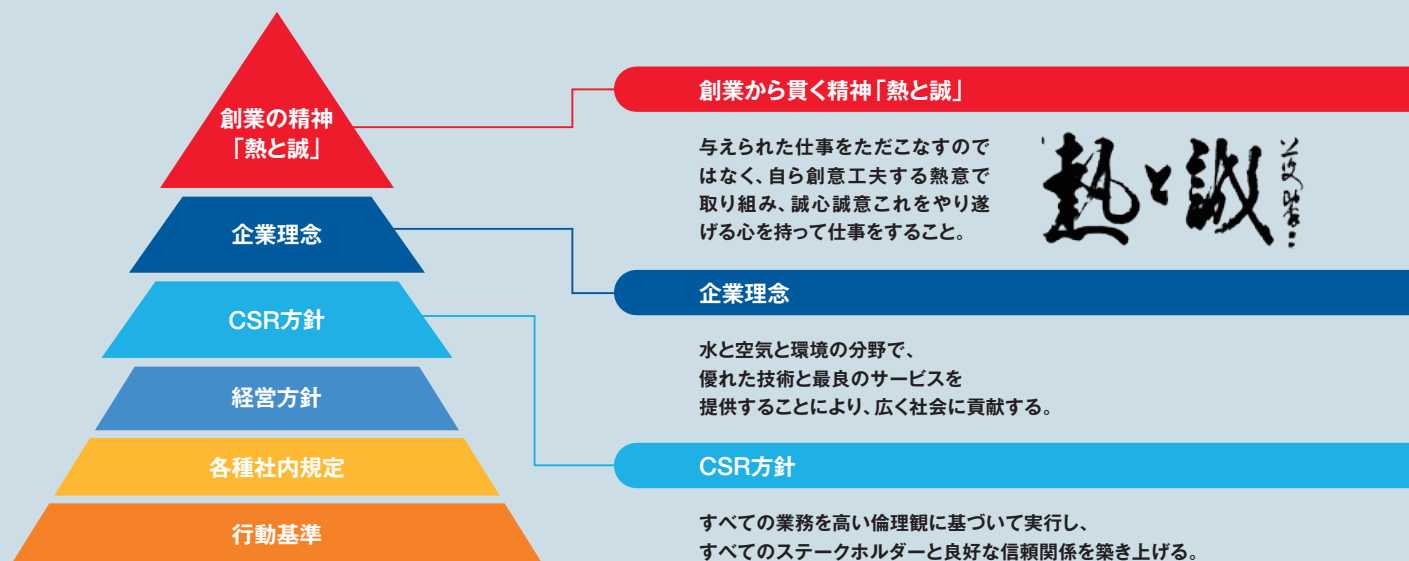 創業の精神
「熱と誠」
企業理念
CSR方針
経営方針
各種社内規定
行動基準
創業から貫く精神「熱と誠」
与えられた仕事をただこなすので
はなく、自ら創意工夫する熱意で
取り組み、誠心誠意これをやり遂
げる心を持って仕事をすること。
熱と誠
企業理念
水と空気と環境の分野で、
優れた技術と最良のサービスを
提供することにより、広く社会に貢献する。
CSR方針
すべての業務を高い倫理観に基づいて実行し、
すべてのステークホルダーと良好な信頼関係を築き上げる。